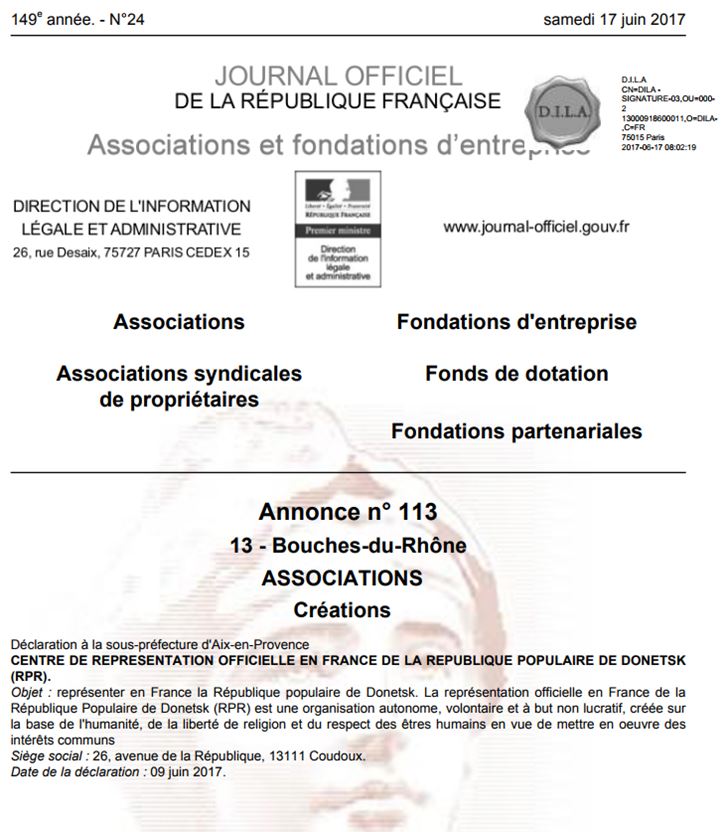 149e année. - N°24
samedi 17 juin 2017
JOURNAL OFFICIEL
DE LA RÉPUBLIQUE FRANÇAISE
Associations et fondations d'entreprise
D.I.L.A.
D.I.L.A
CN=DILA -
SIGNATURE-03,OU=000-
2
13000918600011,O=DILA-
,C=FR
75015 Paris
2017-06-17 08:02:19
DIRECTION DE L'INFORMATION
LÉGALE ET ADMINISTRATIVE
26, rue Desaix, 75727 PARIS CEDEX 15
Liberté • Égalité • Fraternité
RÉPUBLIQUE FRANÇAISE
Premier ministre
Direction
de l'information
légale
et administrative
www.journal-officiel.gouv.fr
Associations
Fondations d'entreprise
Associations syndicales
de propriétaires
Fonds de dotation
Fondations partenariales
Annonce n° 113
13 - Bouches-du-Rhône
ASSOCIATIONS
Créations
Déclaration à la sous-préfecture d'Aix-en-Provence
CENTRE DE REPRESENTATION OFFICIELLE EN FRANCE DE LA REPUBLIQUE POPULAIRE DE DONETSK
(RPR).
Objet : représenter en France la République populaire de Donetsk. La représentation officielle en France de la
République Populaire de Donetsk (RPR) est une organisation autonome, volontaire et à but non lucratif, créée sur
la base de l'humanité, de la liberté de religion et du respect des êtres humains en vue de mettre en oeuvre des
intérêts communs
Siège social : 26, avenue de la République, 13111 Coudoux.
Date de la déclaration : 09 juin 2017.